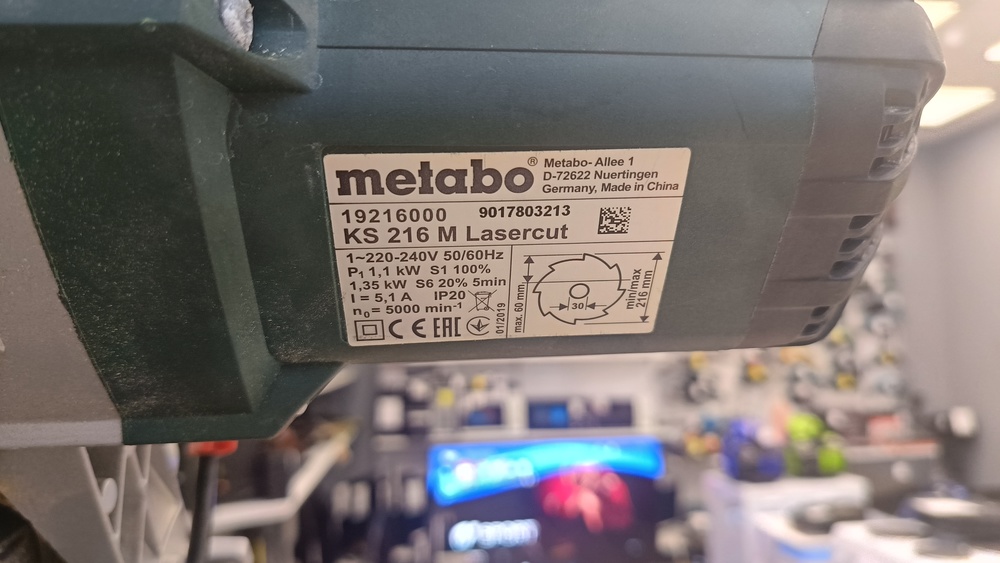 metabo®
Metabo- Allee 1
D-72622 Nuertingen
Germany, Made in China
19216000 9017803213
KS 216 M Lasercut
1~220-240V 50/60Hz
P₁ 1,1 kW S1 100%
1,35 kW S6 20% 5min
I = 5,1 A IP20
n₀ = 5000 min⁻¹
CE EAC
01/2019
max. 60 mm
30
min/max
216 mm